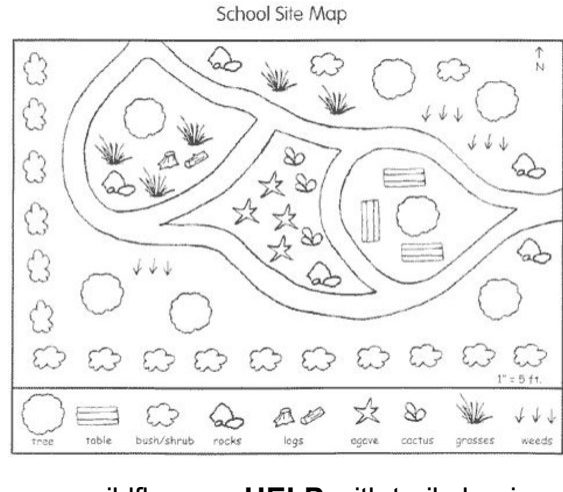 School Site Map
N
1" = 5 ft.
tree table bush/shrub rocks logs agave cactus grasses weeds
HELP